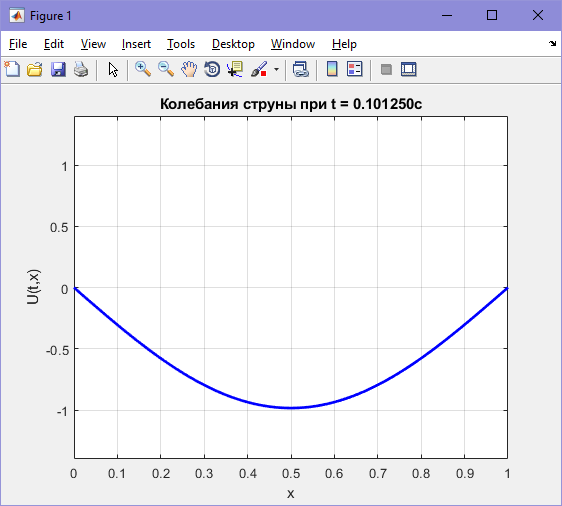 Figure 1
File Edit View Insert Tools Desktop Window Help
Колебания струны при t = 0.101250с
U(t,x)
1
0.5
0
-0.5
-1
0 0.1 0.2 0.3 0.4 0.5 0.6 0.7 0.8 0.9 1
x